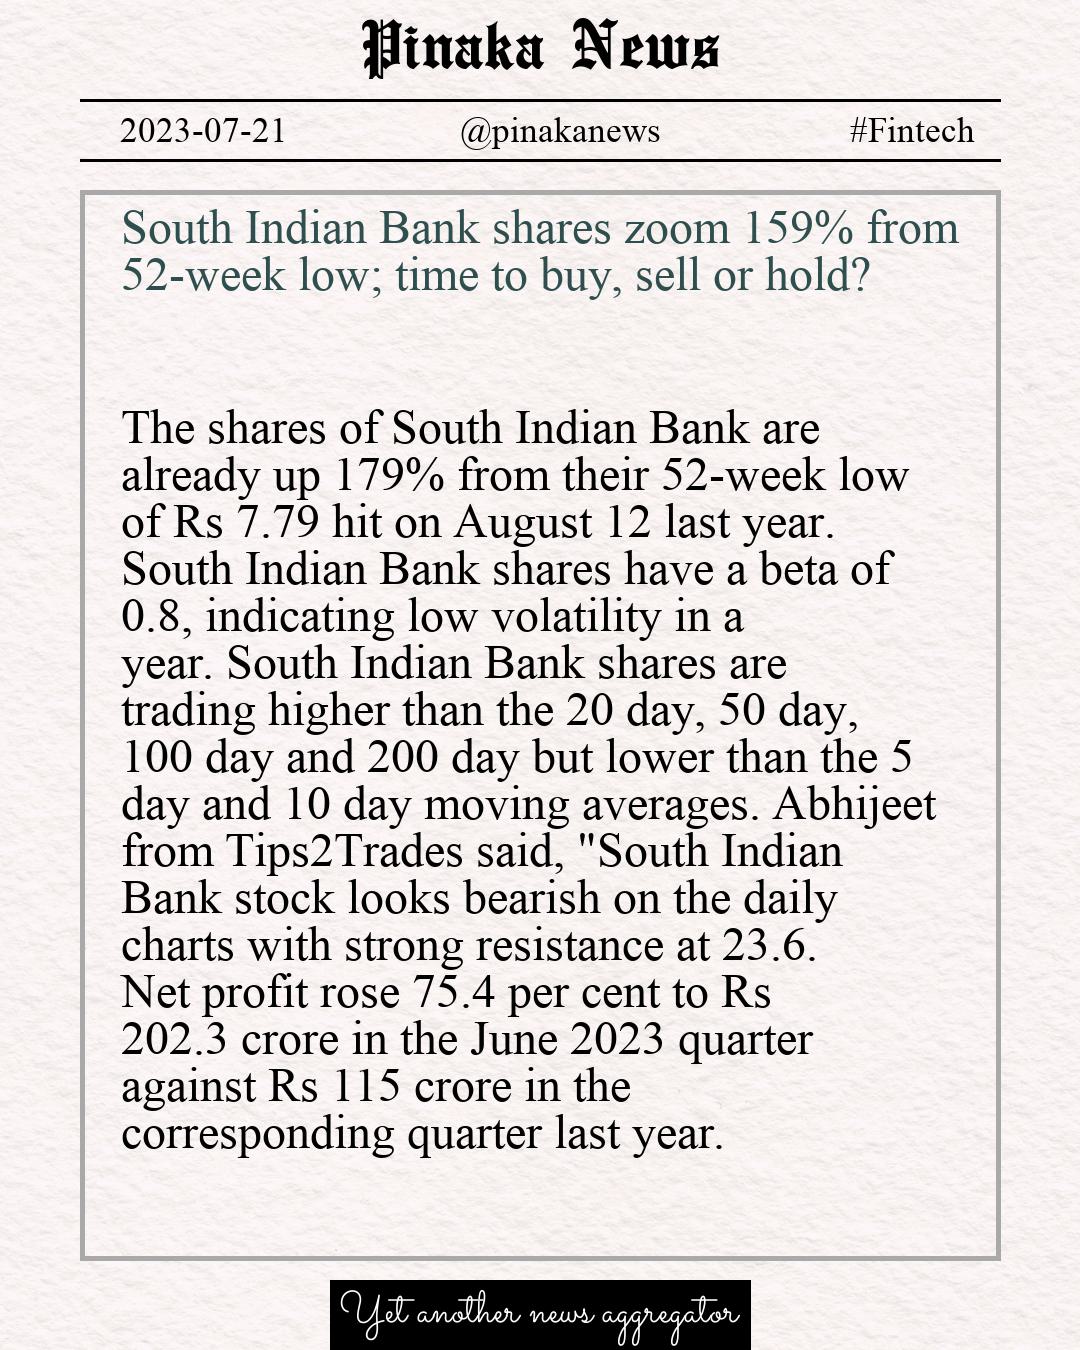 Pinaka News
2023-07-21 @pinakanews #Fintech
South Indian Bank shares zoom 159% from
52-week low; time to buy, sell or hold?
The shares of South Indian Bank are
already up 179% from their 52-week low
of Rs 7.79 hit on August 12 last year.
South Indian Bank shares have a beta of
0.8, indicating low volatility in a
year. South Indian Bank shares are
trading higher than the 20 day, 50 day,
100 day and 200 day but lower than the 5
day and 10 day moving averages. Abhijeet
from Tips2Trades said, "South Indian
Bank stock looks bearish on the daily
charts with strong resistance at 23.6.
Net profit rose 75.4 per cent to Rs
202.3 crore in the June 2023 quarter
against Rs 115 crore in the
corresponding quarter last year.
Yet another news aggregator